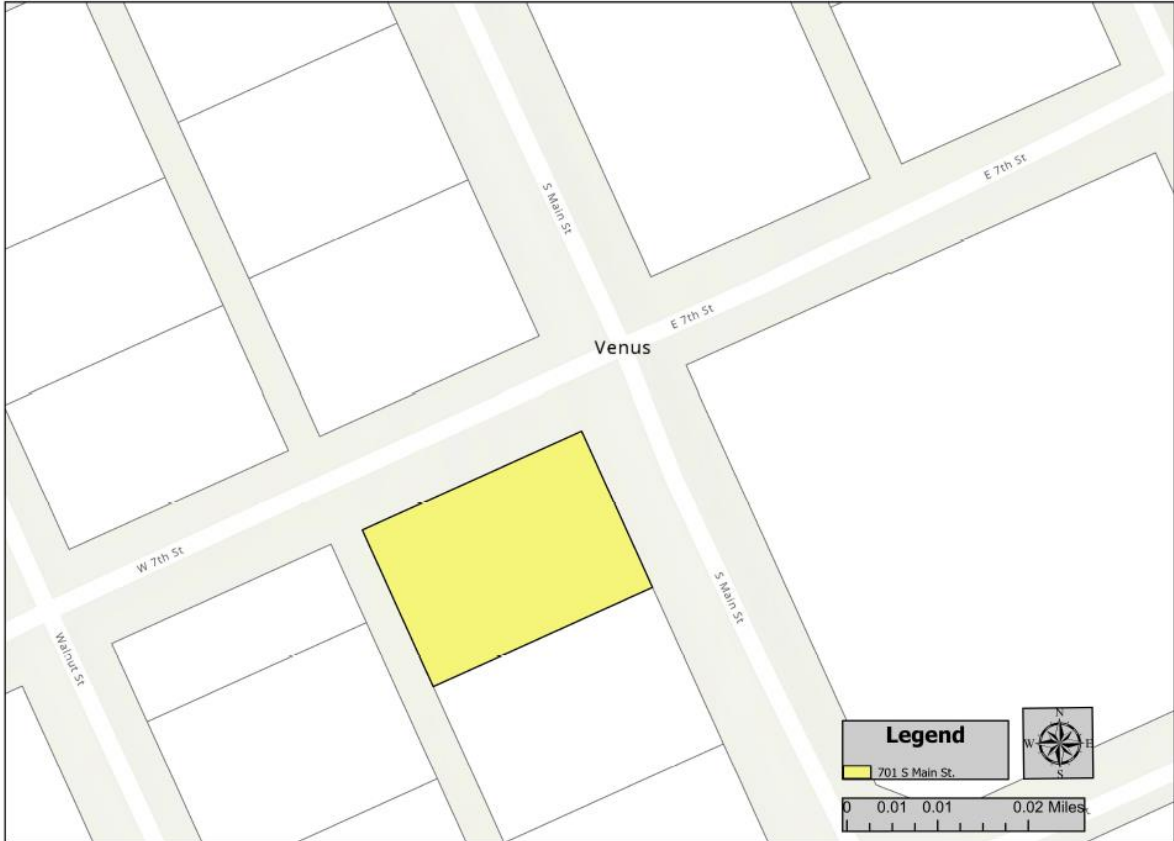 E 7th St
S Main St
E 7th St
Venus
W 7th St
S Main St
Walnut St
Legend
701 S Main St.
N
W E
S
0 0.01 0.01 0.02 Miles